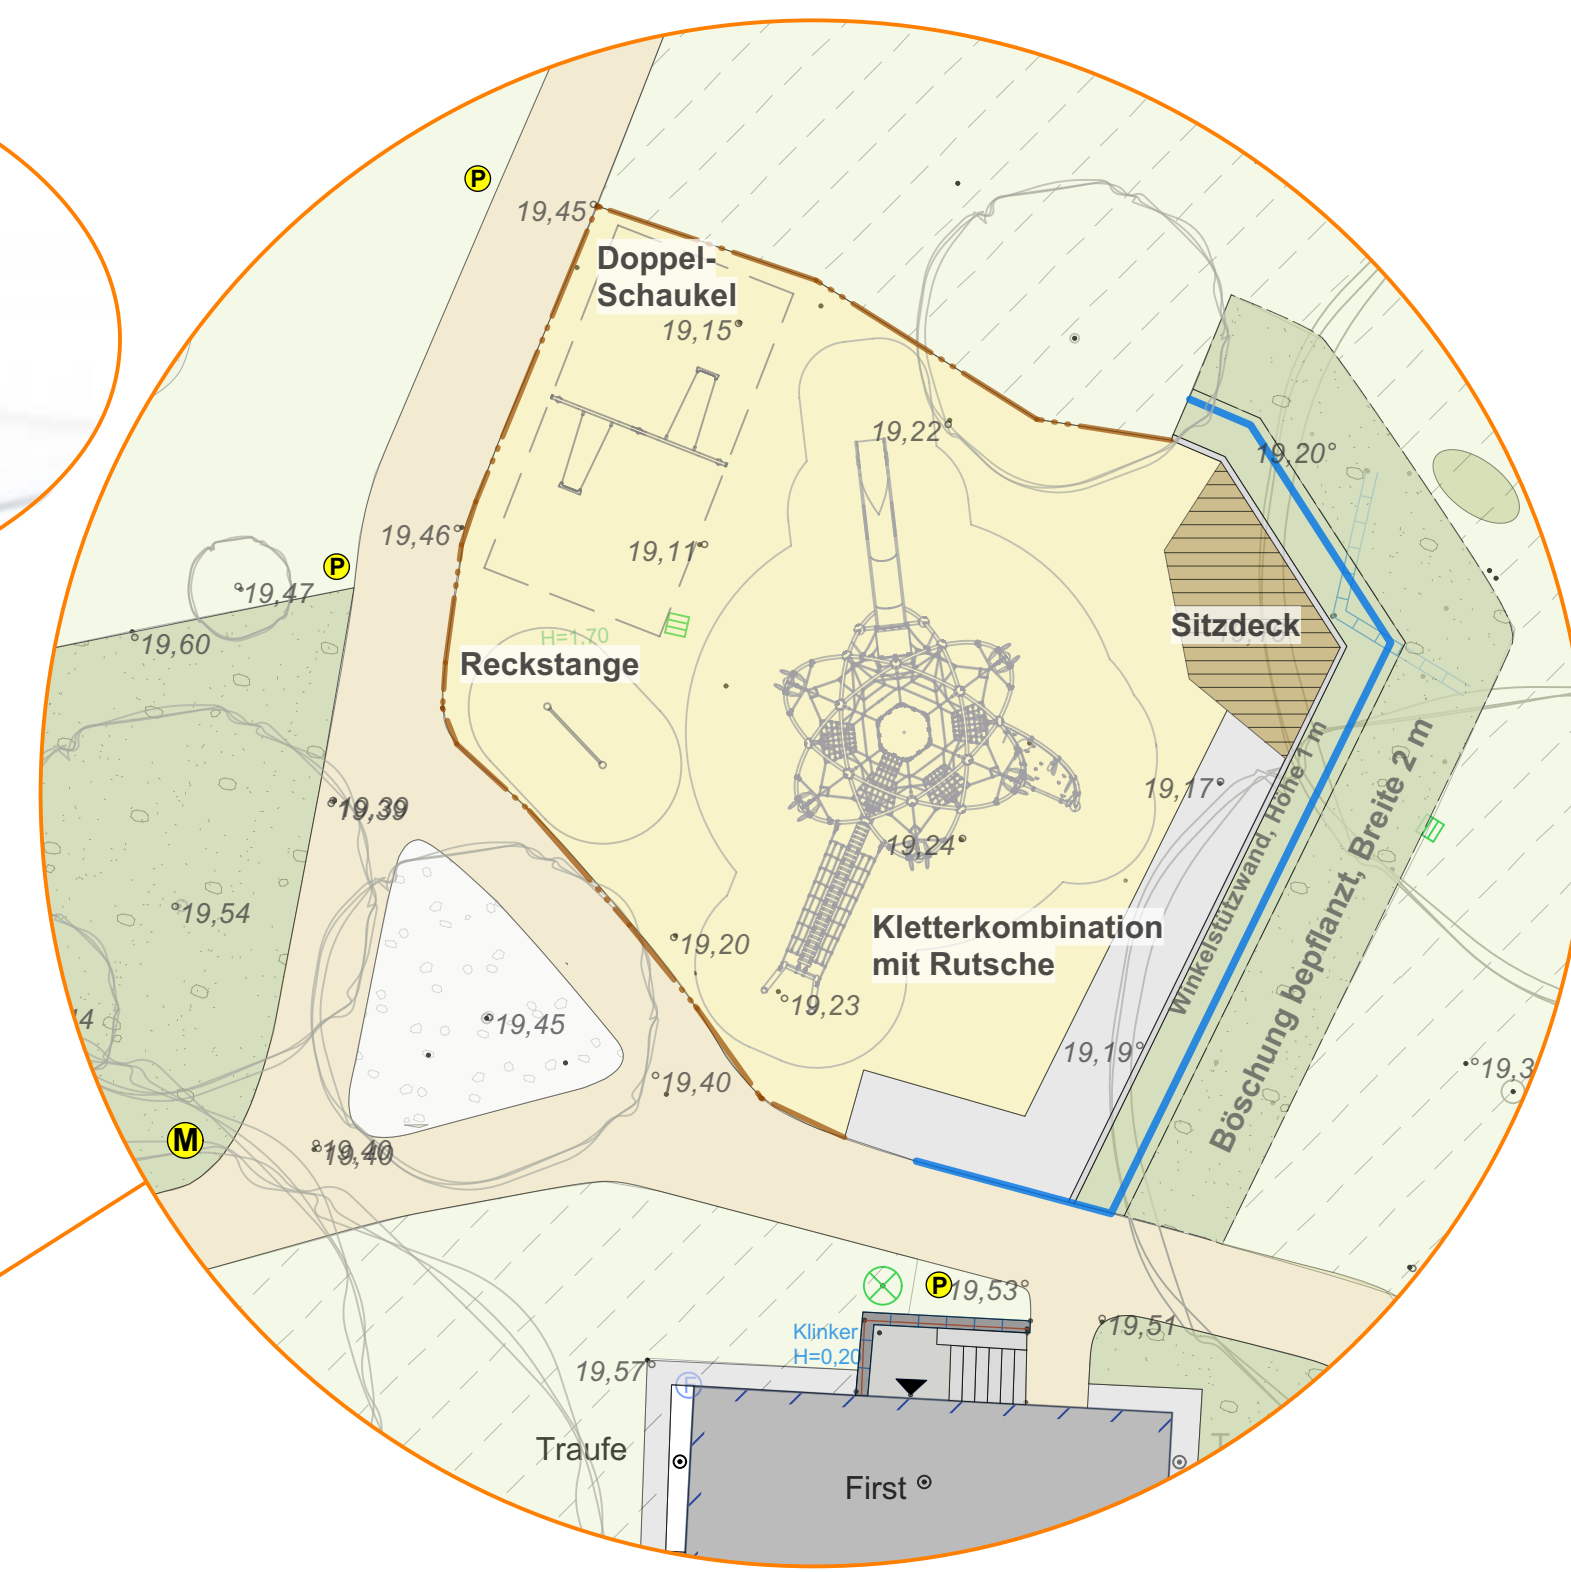 P
19,45°
Doppel-
Schaukel
19,15°
19,22°
19,20°
19,46°
19,11°
P
°19,47
°19,60
H=1,70
Reckstange
Sitzdeck
19,17°
°19,39
°19,54
19,24°
Kletterkombination
mit Rutsche
°19,20
°19,23
Winkelstützwand, Höhe 1 m
Böschung bepflanzt, Breite 2 m
°19,45
19,19°
°19,40
°19,3
M
°19,40
P
19,53°
°19,51
Klinker
H=0,20
19,57°
F
Traufe
First